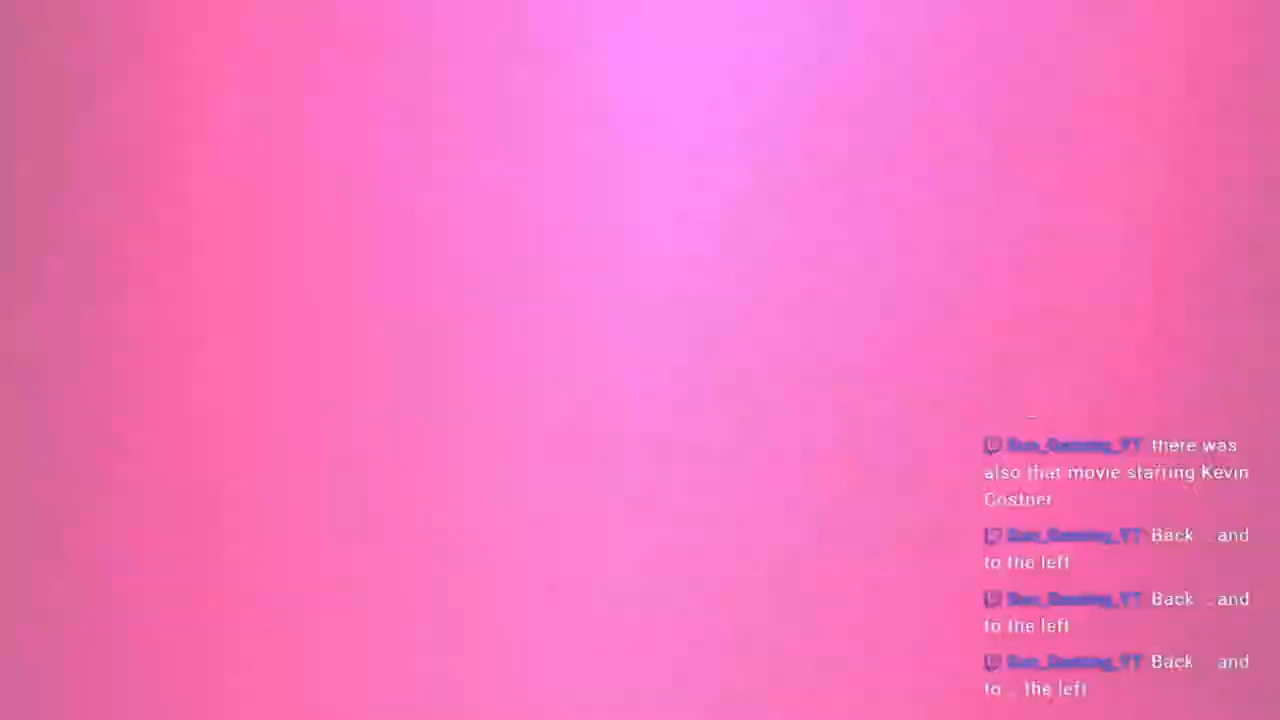 there was
also that movie starring Kevin
Costner
Back .. and
to the left
Back .. and
to the left
Back ... and
to .. the left